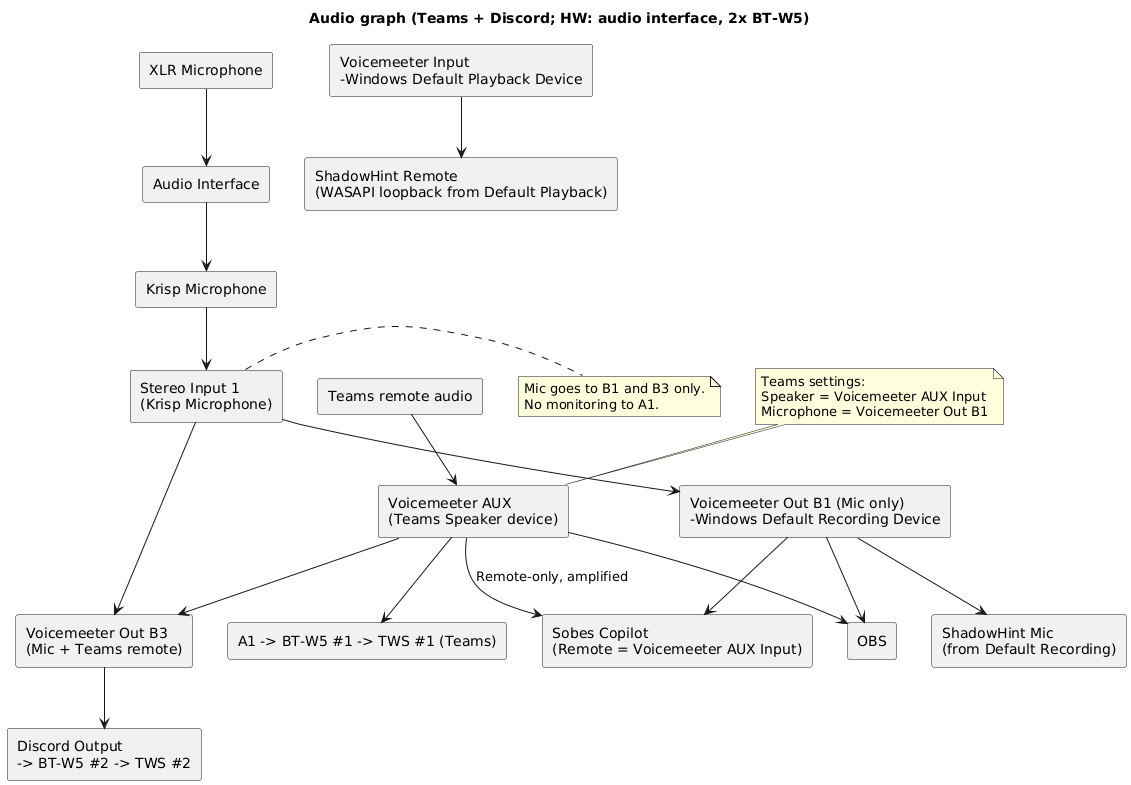 Audio graph (Teams + Discord; HW: audio interface, 2x BT-W5)
XLR Microphone
Voicemeeter Input
-Windows Default Playback Device
Audio Interface
ShadowHint Remote
(WASAPI loopback from Default Playback)
Krisp Microphone
Stereo Input 1
(Krisp Microphone)
Teams remote audio
Mic goes to B1 and B3 only.
No monitoring to A1.
Teams settings:
Speaker = Voicemeeter AUX Input
Microphone = Voicemeeter Out B1
Voicemeeter AUX
(Teams Speaker device)
Voicemeeter Out B1 (Mic only)
-Windows Default Recording Device
Remote-only, amplified
Voicemeeter Out B3
(Mic + Teams remote)
A1 -> BT-W5 #1 -> TWS #1 (Teams)
Sobes Copilot
(Remote = Voicemeeter AUX Input)
OBS
ShadowHint Mic
(from Default Recording)
Discord Output
-> BT-W5 #2 -> TWS #2